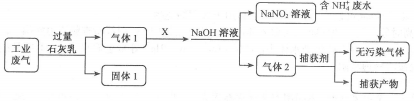 工业
废气
过量
石灰乳
气体 1
固体 1
X
NaOH 溶液
NaNO₂ 溶液
含 NH₄⁺ 废水
气体 2
捕获剂
无污染气体
捕获产物